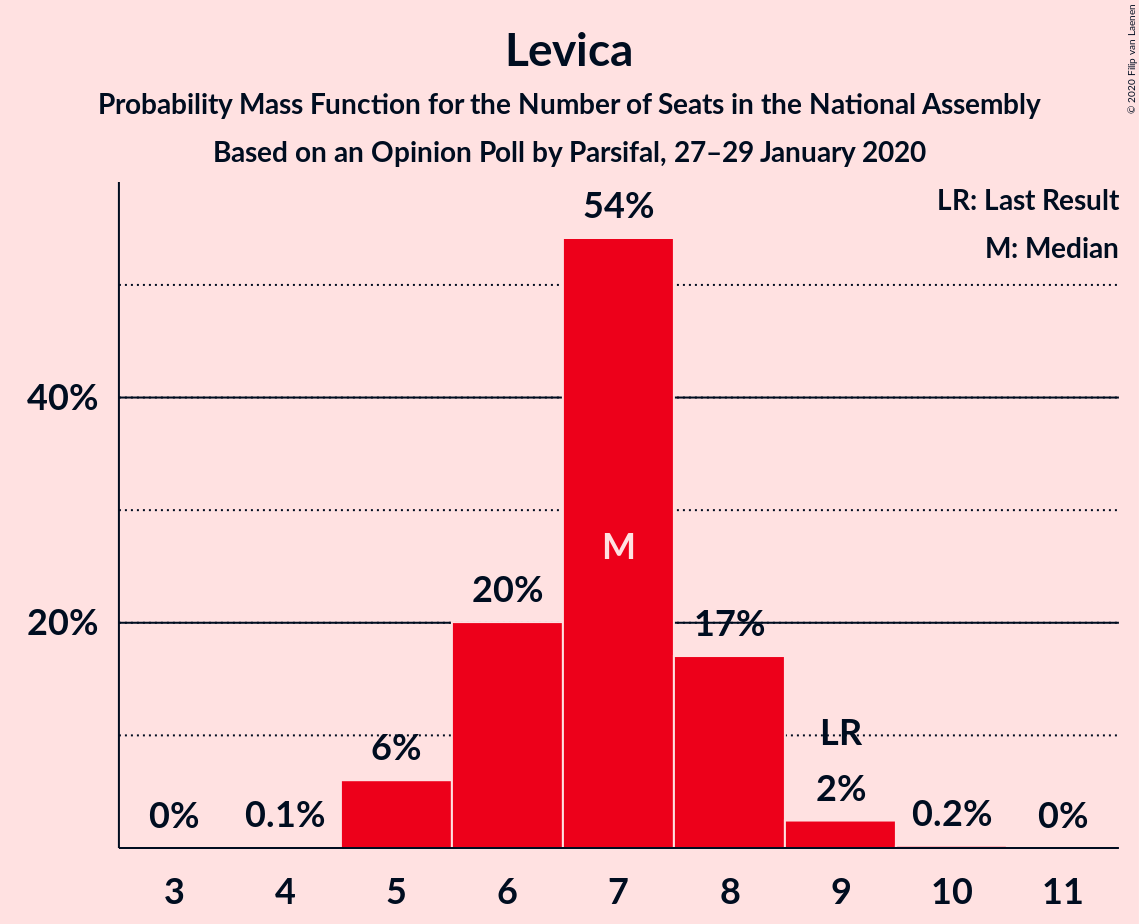 Levica
Probability Mass Function for the Number of Seats in the National Assembly
Based on an Opinion Poll by Parsifal, 27–29 January 2020
© 2020 Filip van Laenen
LR: Last Result
M: Median
54%
40%
M
20%
20%
17%
LR
6%
2%
0%
0.1%
0.2%
0%
3 4 5 6 7 8 9 10 11